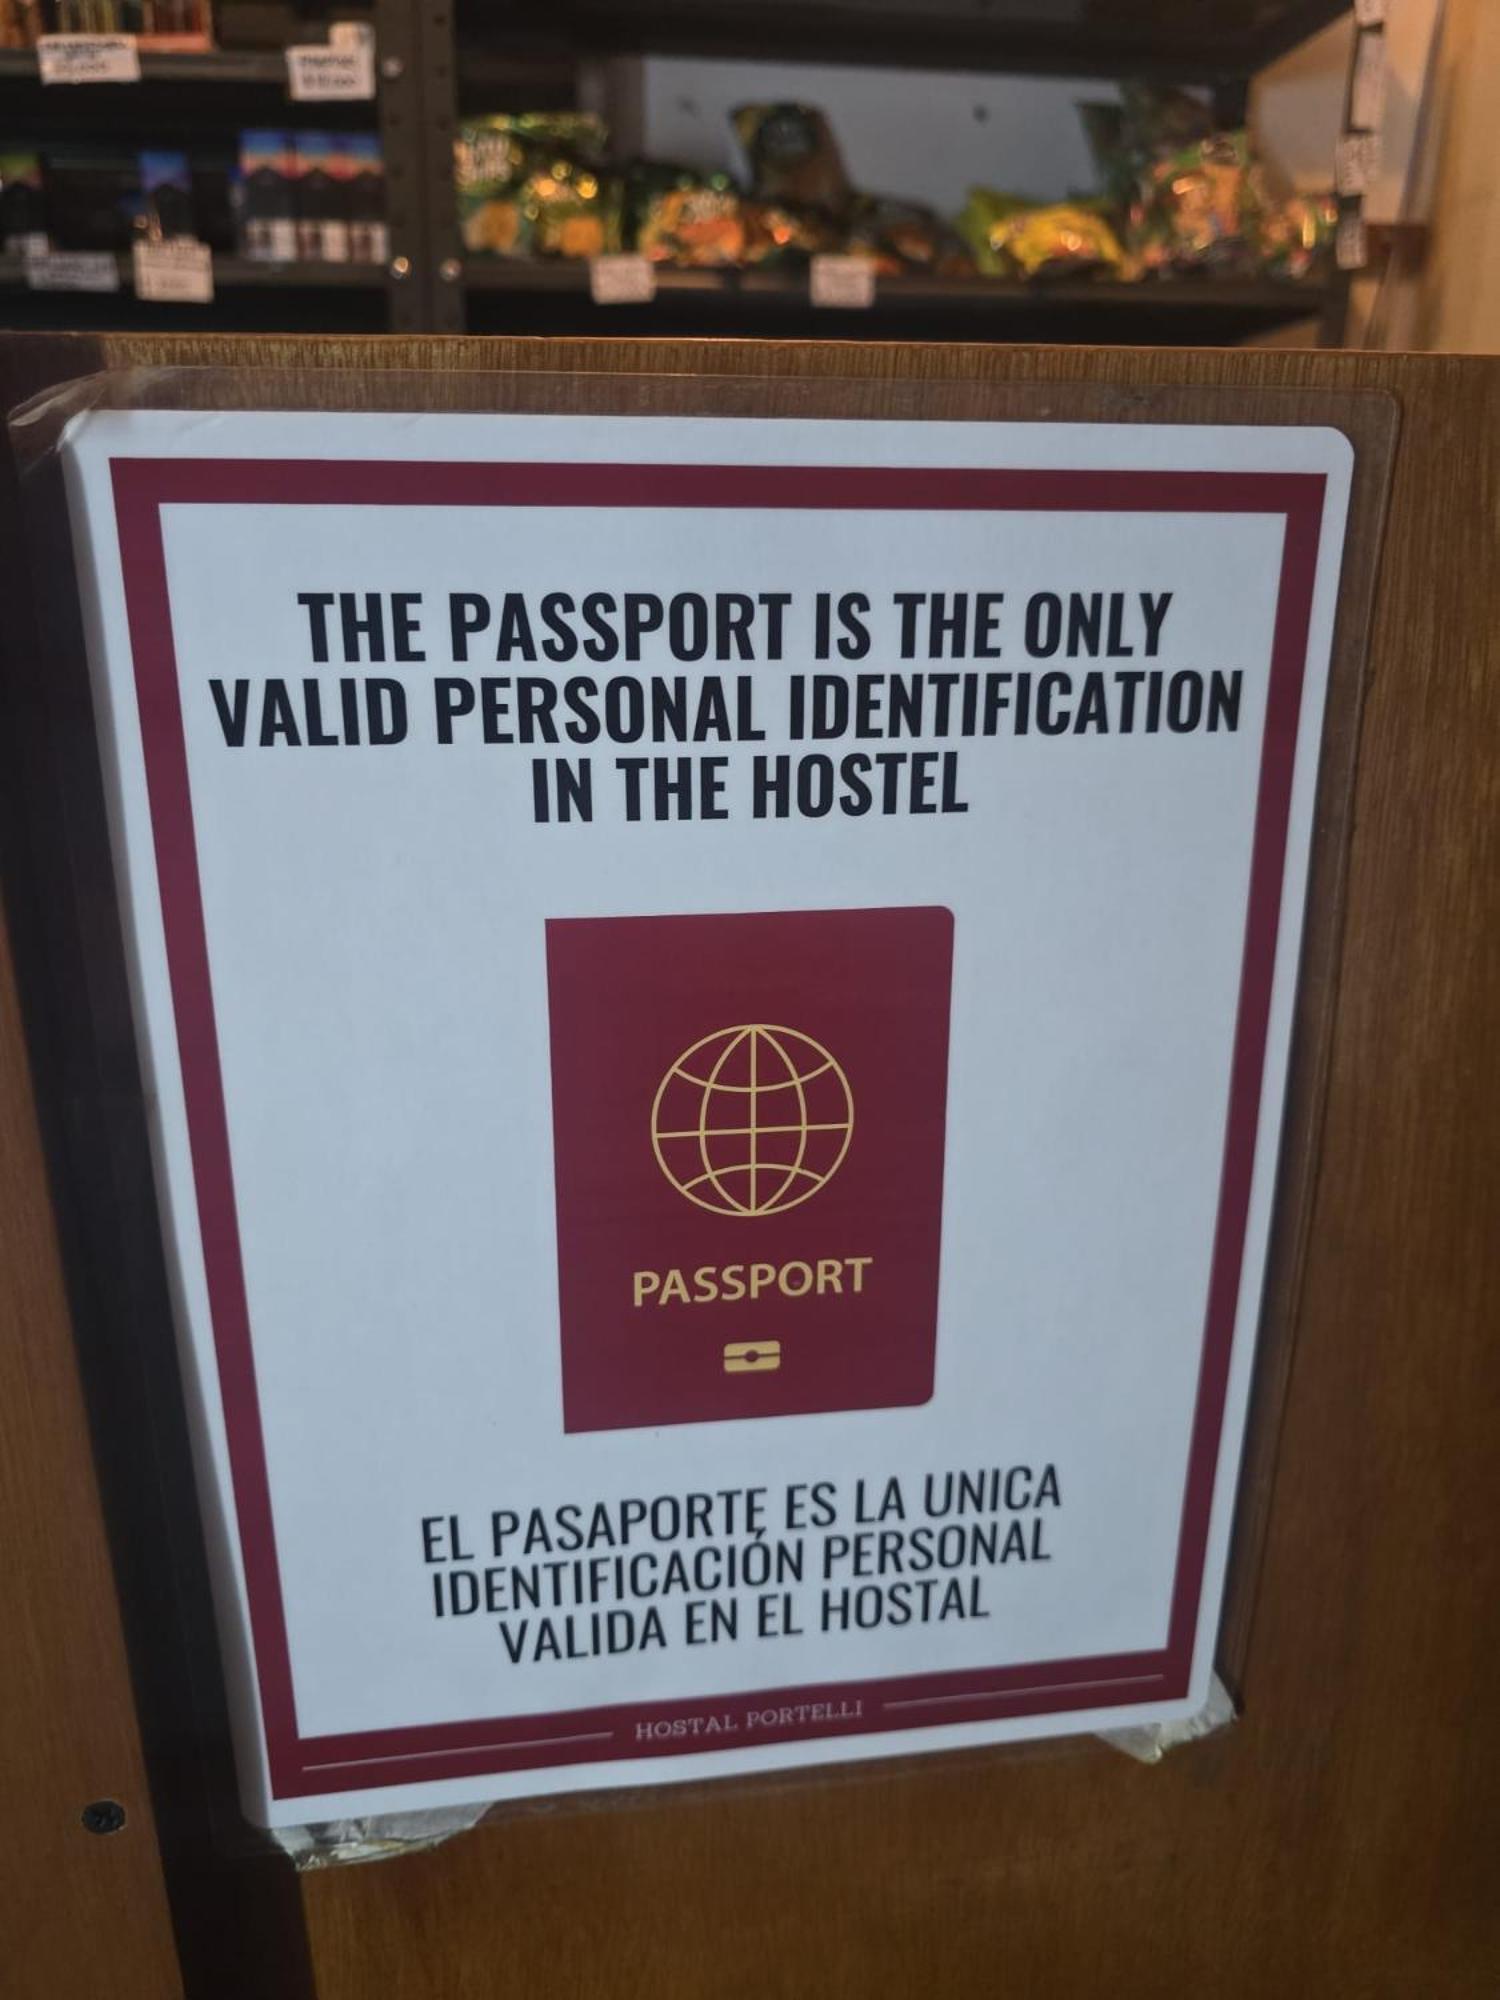 THE PASSPORT IS THE ONLY
VALID PERSONAL IDENTIFICATION
IN THE HOSTEL
PASSPORT
EL PASAPORTE ES LA UNICA
IDENTIFICACIÓN PERSONAL
VALIDA EN EL HOSTAL
HOSTAL PORTELLI